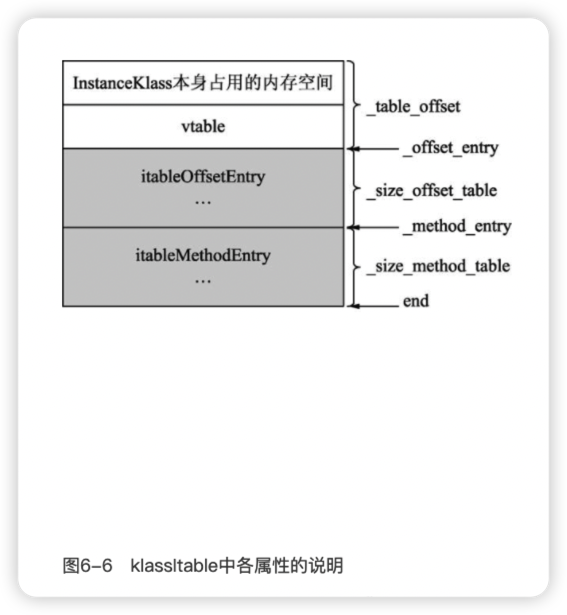 InstanceKlass本身占用的内存空间
_table_offset
vtable
_offset_entry
itableOffsetEntry
…
_size_offset_table
_method_entry
itableMethodEntry
…
_size_method_table
end
图6-6 klassItable中各属性的说明